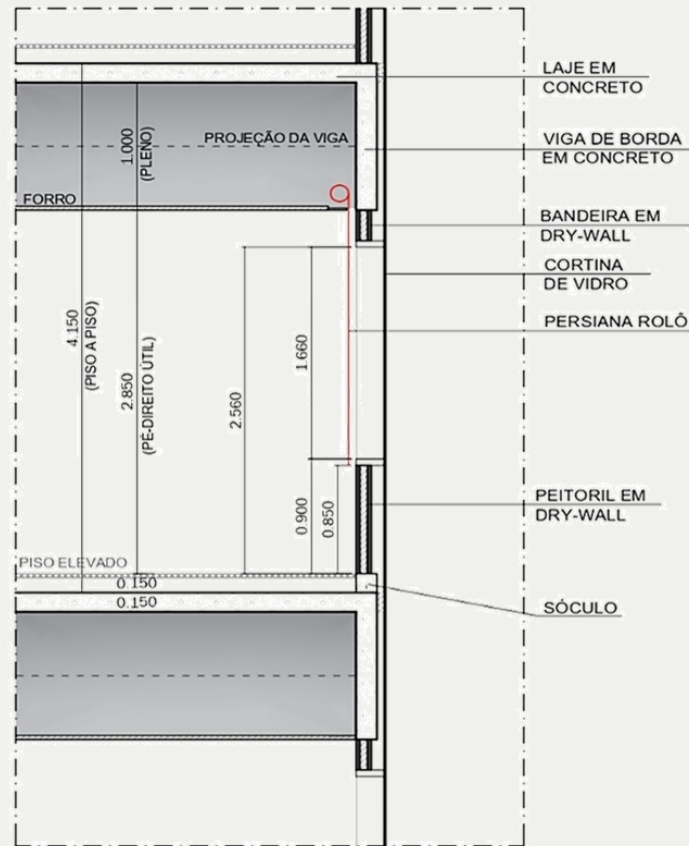 LAJE EM
CONCRETO
PROJEÇÃO DA VIGA
VIGA DE BORDA
EM CONCRETO
1.000
(PLENO)
FORRO
BANDEIRA EM
DRY-WALL
CORTINA
DE VIDRO
PERSIANA ROLÔ
4.150
(PISO A PISO)
2.850
(PÉ-DIREITO ÚTIL)
2.560
1.660
0.900
0.850
PEITORIL EM
DRY-WALL
PISO ELEVADO
0.150
0.150
SÓCULO